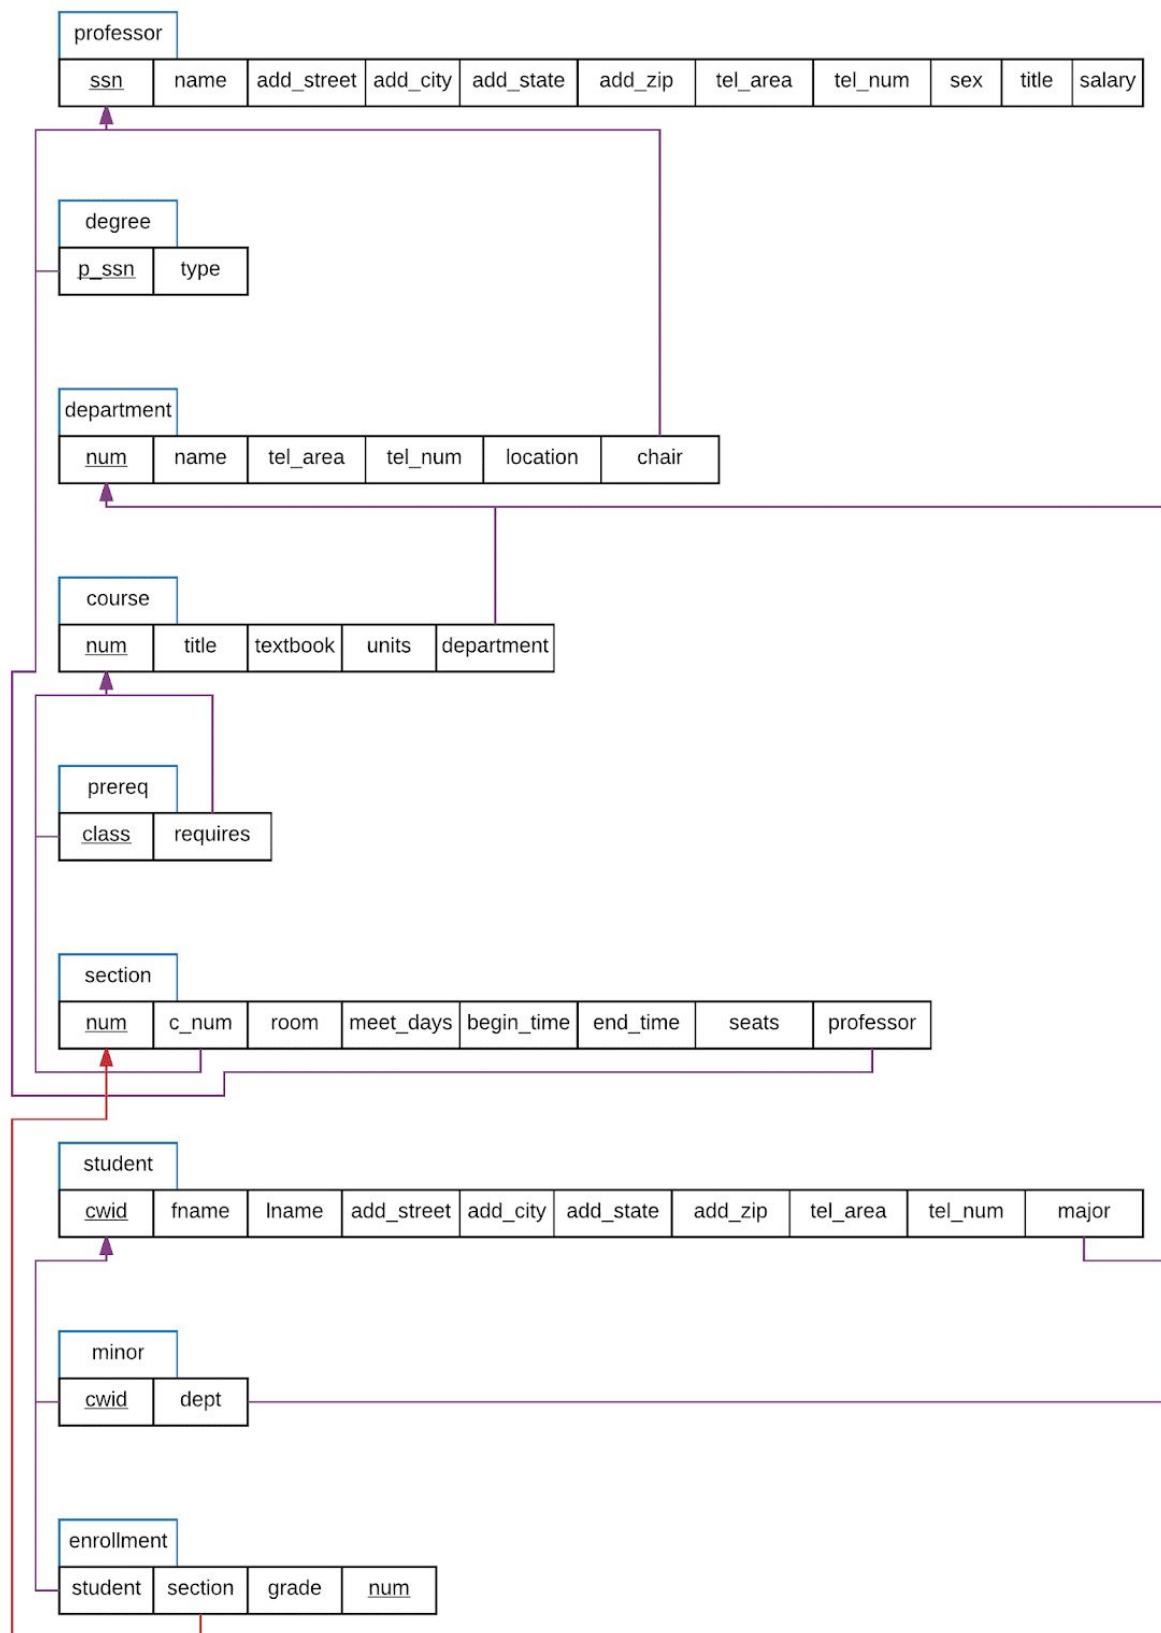 professor
ssn name add_street add_city add_state add_zip tel_area tel_num sex title salary
degree
p_ssn type
department
num name tel_area tel_num location chair
course
num title textbook units department
prereq
class requires
section
num c_num room meet_days begin_time end_time seats professor
student
cwid fname lname add_street add_city add_state add_zip tel_area tel_num major
minor
cwid dept
enrollment
student section grade num